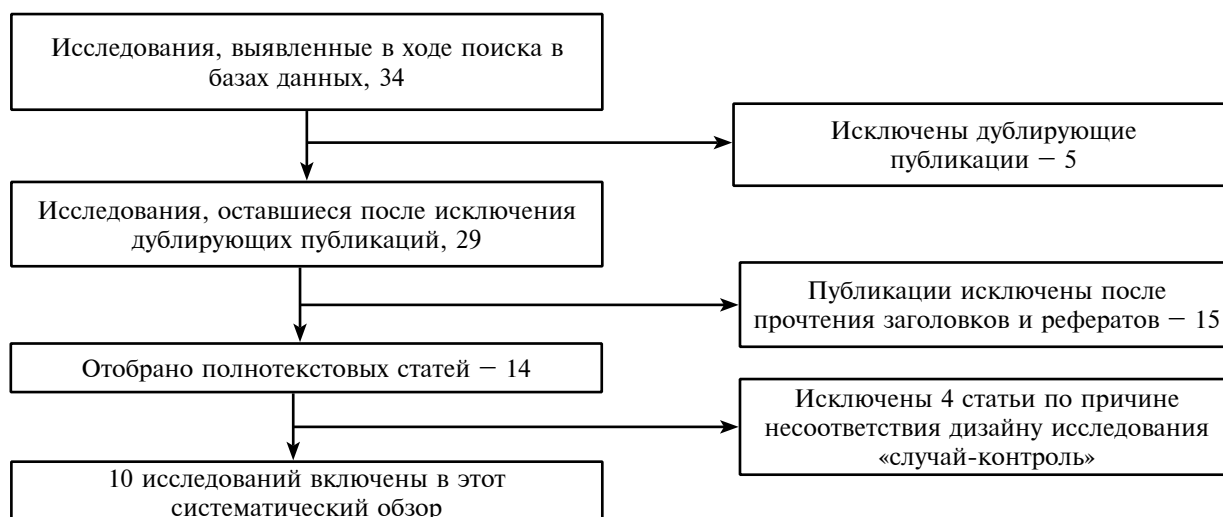 Исследования, выявленные в ходе поиска в
базах данных, 34
Исключены дублирующие
публикации — 5
Исследования, оставшиеся после исключения
дублирующих публикаций, 29
Публикации исключены после
прочтения заголовков и рефератов — 15
Отобрано полнотекстовых статей — 14
Исключены 4 статьи по причине
несоответствия дизайну исследования
«случай-контроль»
10 исследований включены в этот
систематический обзор